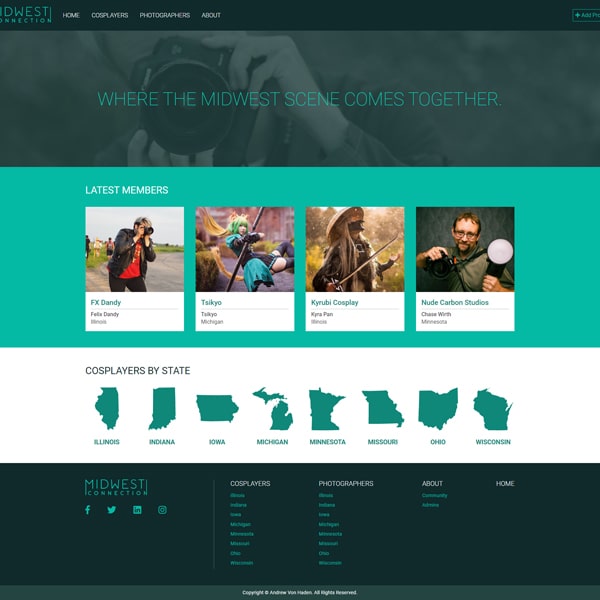 MIDWEST
CONNECTION
HOME COSPLAYERS PHOTOGRAPHERS ABOUT
+ Add Pro
WHERE THE MIDWEST SCENE COMES TOGETHER.
LATEST MEMBERS
FX Dandy
Felix Dandy
Illinois
Tsikyo
Tsikyo
Michigan
Kyrubi Cosplay
Kyra Pan
Illinois
Nude Carbon Studios
Chase Wirth
Minnesota
COSPLAYERS BY STATE
ILLINOIS INDIANA IOWA MICHIGAN MINNESOTA MISSOURI OHIO WISCONSIN
MIDWEST
CONNECTION
COSPLAYERS
Illinois
Indiana
Iowa
Michigan
Minnesota
Missouri
Ohio
Wisconsin
PHOTOGRAPHERS
Illinois
Indiana
Iowa
Michigan
Minnesota
Missouri
Ohio
Wisconsin
ABOUT
Community
Admins
HOME
Copyright © Andrew Von Haden. All Rights Reserved.